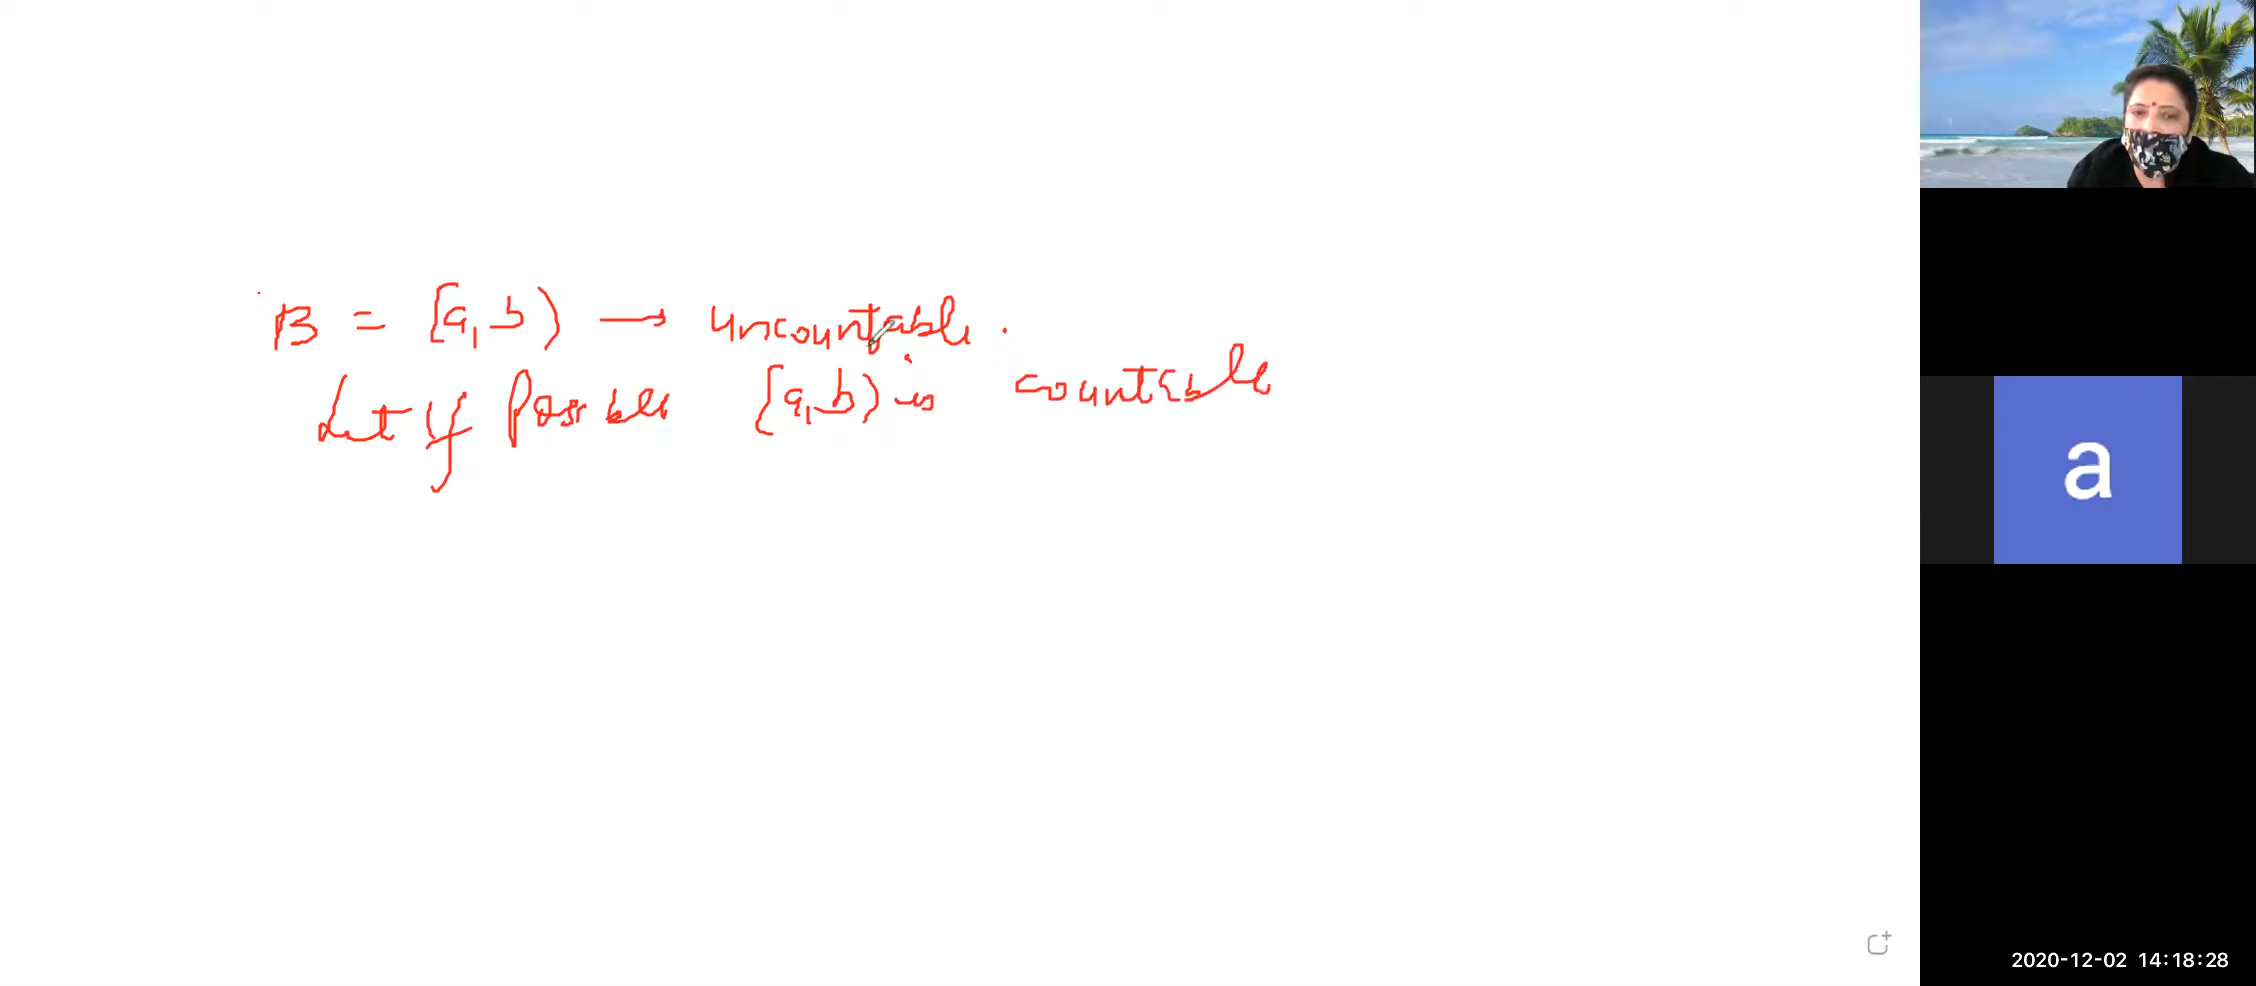 B = [a, b) → uncountable.
Let if possible [a, b) is countable
a
2020-12-02 14:18:28